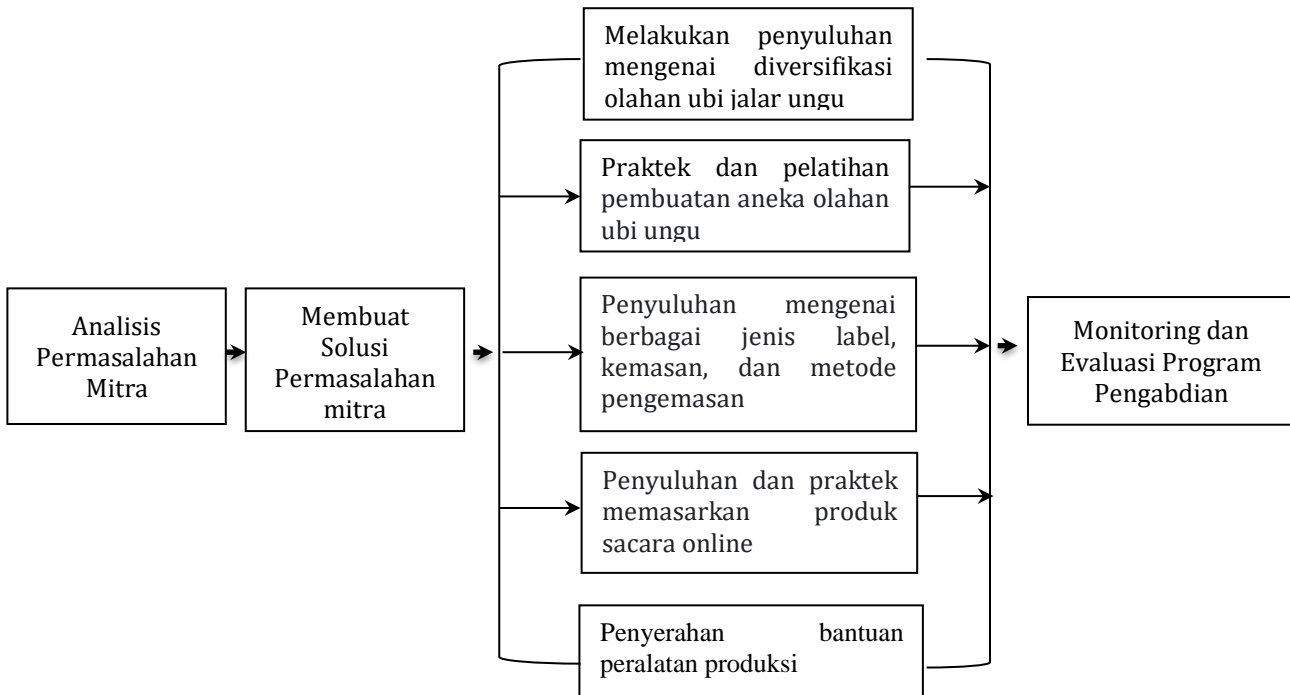 Analisis
Permasalahan
Mitra
Membuat
Solusi
Permasalahan
mitra
Melakukan penyuluhan
mengenai diversifikasi
olahan ubi jalar ungu
Praktek dan pelatihan
pembuatan aneka olahan
ubi ungu
Penyuluhan mengenai
berbagai jenis label,
kemasan, dan metode
pengemasan
Penyuluhan dan praktek
memasarkan produk
sacara online
Penyerahan bantuan
peralatan produksi
Monitoring dan
Evaluasi Program
Pengabdian